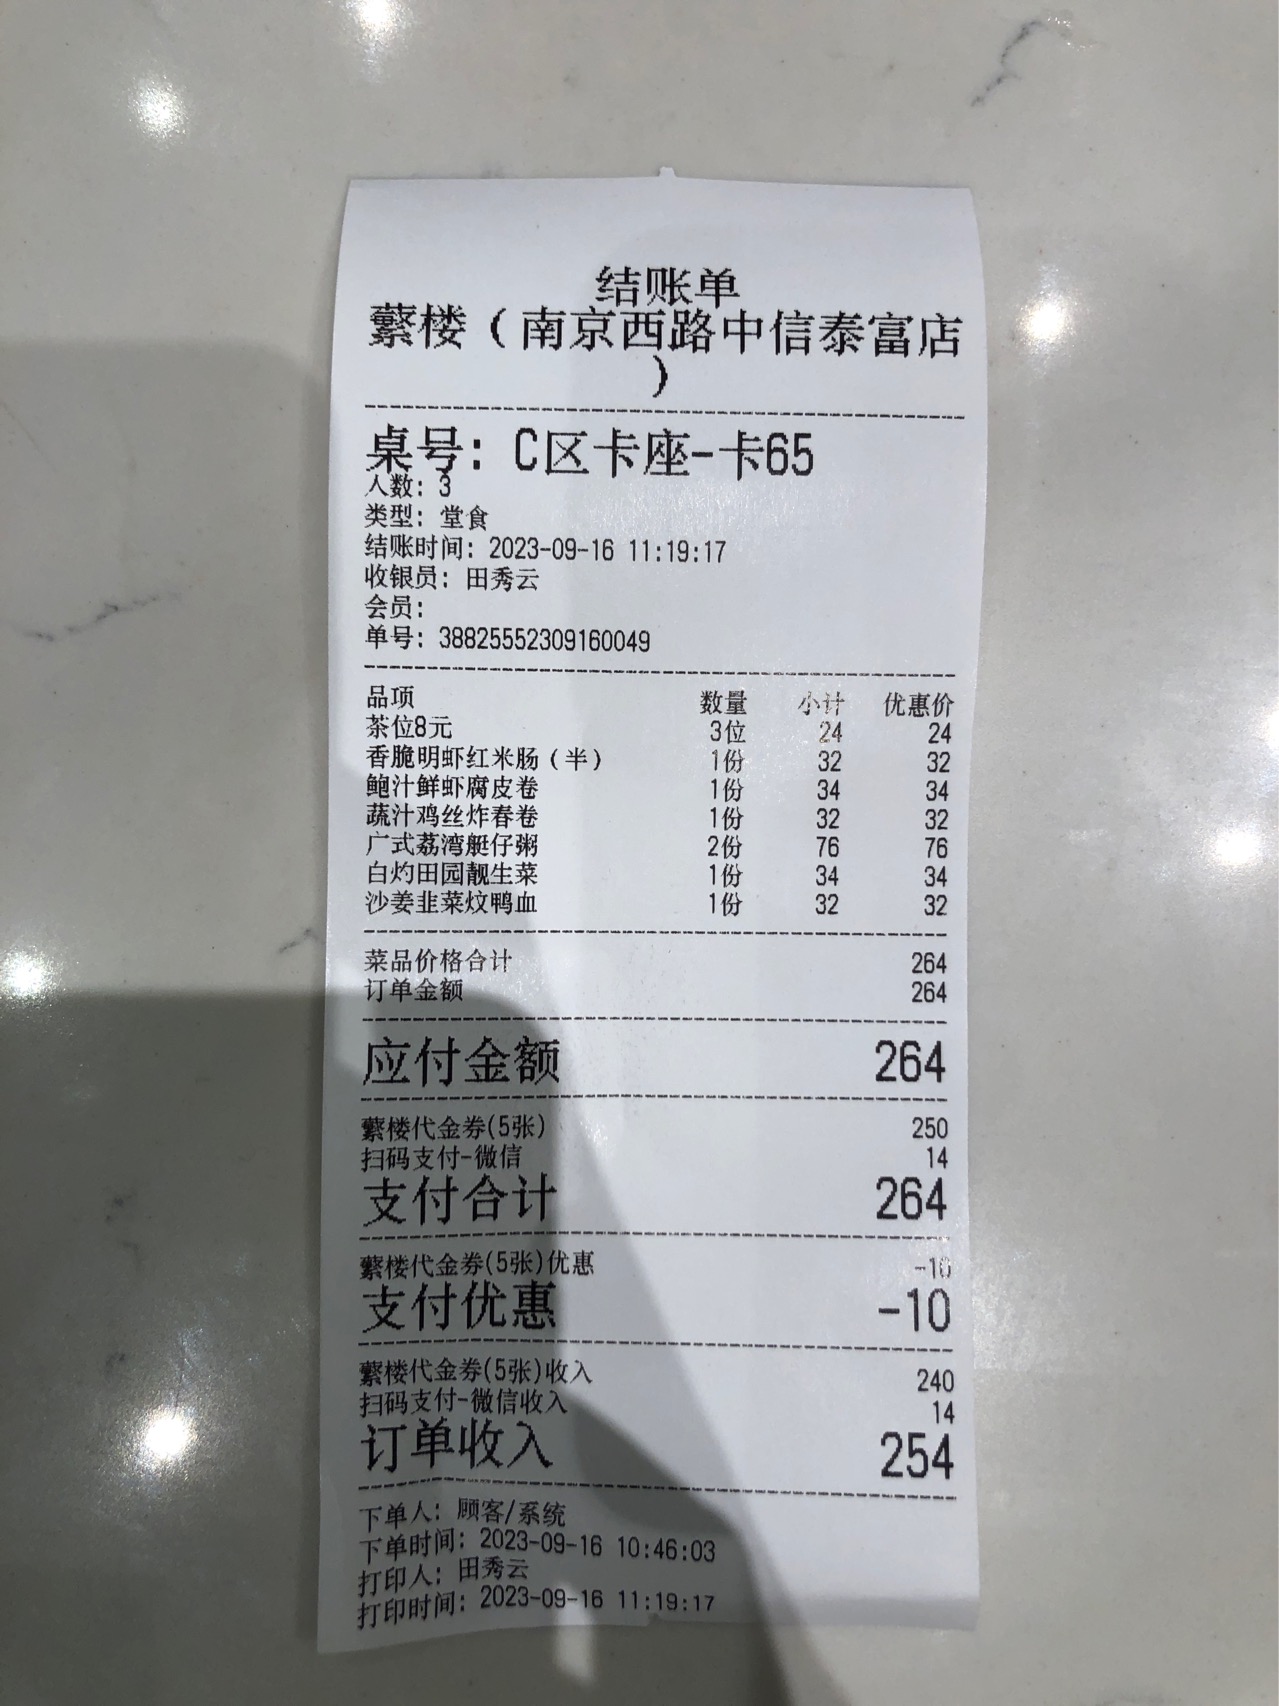 结账单
蘩楼（南京西路中信泰富店
）
桌号：C区卡座-卡65
人数：3
类型：堂食
结账时间：2023-09-16 11:19:17
收银员：田秀云
会员：
单号：38825552309160049
品项 数量 小计 优惠价
茶位8元 3位 24 24
香脆明虾红米肠（半） 1份 32 32
鲍汁鲜虾腐皮卷 1份 34 34
蔬汁鸡丝炸春卷 1份 32 32
广式荔湾艇仔粥 2份 76 76
白灼田园靓生菜 1份 34 34
沙姜韭菜炆鸭血 1份 32 32
菜品价格合计 264
订单金额 264
应付金额 264
蘩楼代金券(5张) 250
扫码支付-微信 14
支付合计 264
蘩楼代金券(5张)优惠 -10
支付优惠 -10
蘩楼代金券(5张)收入 240
扫码支付-微信收入 14
订单收入 254
下单人：顾客/系统
下单时间：2023-09-16 10:46:03
打印人：田秀云
打印时间：2023-09-16 11:19:17